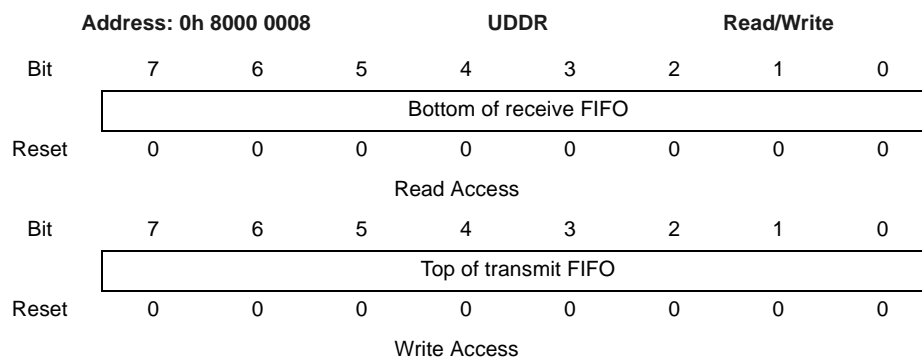 Address: 0h 8000 0008 UDDR Read/Write
Bit 7 6 5 4 3 2 1 0
Bottom of receive FIFO
Reset 0 0 0 0 0 0 0 0
Read Access
Bit 7 6 5 4 3 2 1 0
Top of transmit FIFO
Reset 0 0 0 0 0 0 0 0
Write Access